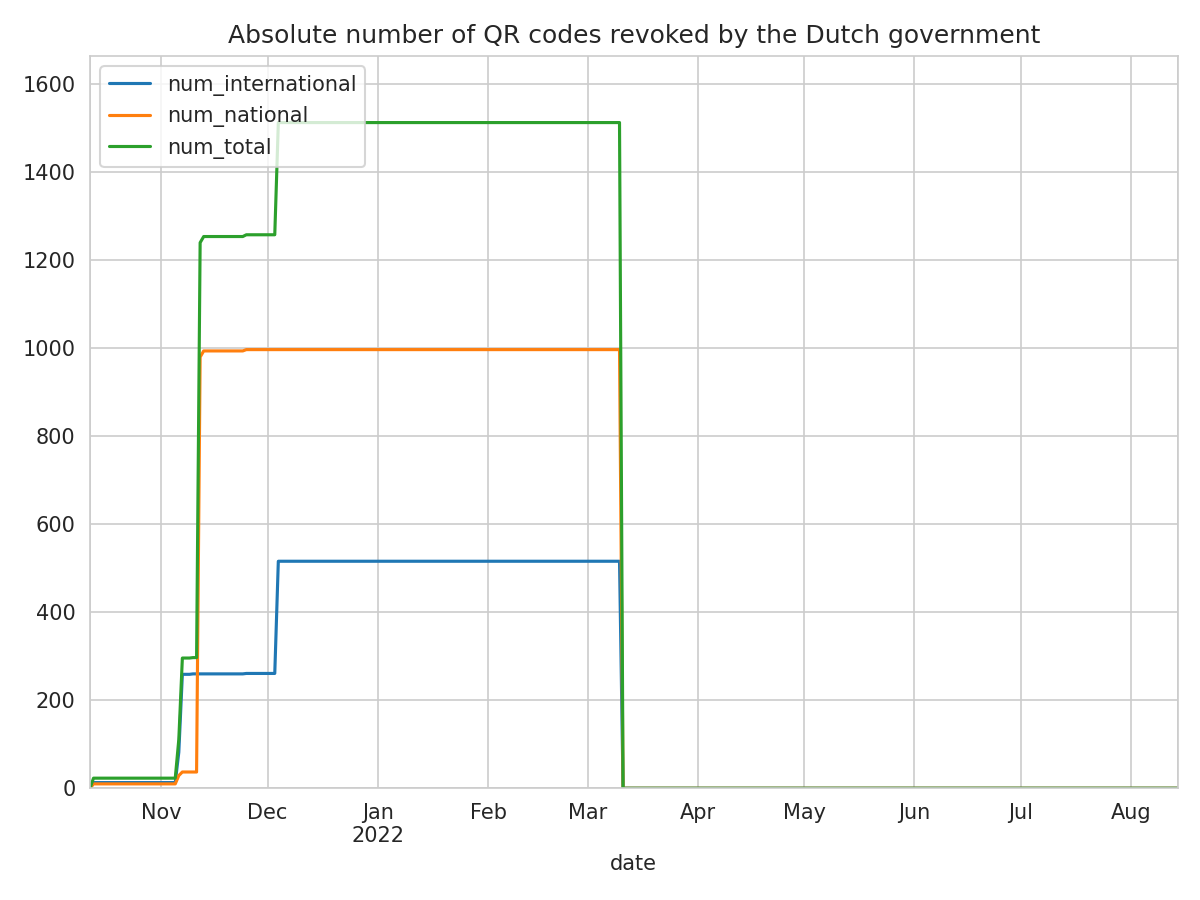 Absolute number of QR codes revoked by the Dutch government
num_international
num_national
num_total
1600
1400
1200
1000
800
600
400
200
0
Nov Dec Jan Feb Mar Apr May Jun Jul Aug
2022
date